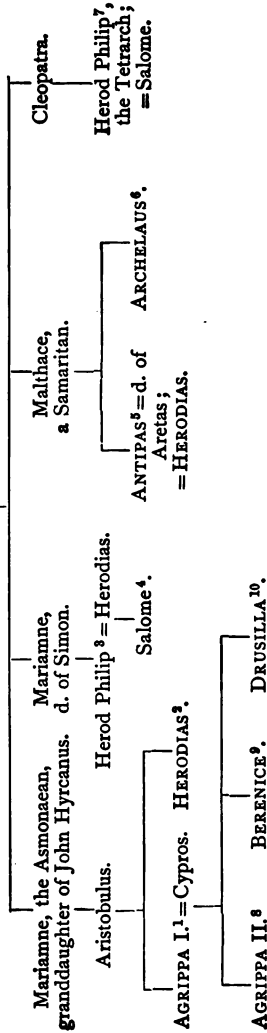 Mariamne, the Asmonaean,
granddaughter of John Hyrcanus.
Mariamne,
d. of Simon.
Malthace,
a Samaritan.
Cleopatra.
Aristobulus.
Herod Philip³ = Herodias.
ANTIPAS⁵ = d. of
Aretas;
= HERODIAS.
ARCHELAUS⁶.
Herod Philip⁷,
the Tetrarch;
= Salome.
Salome⁴.
AGRIPPA I.¹ = Cypros.
HERODIAS².
AGRIPPA II.⁸
BERENICE⁹.
DRUSILLA¹⁰.